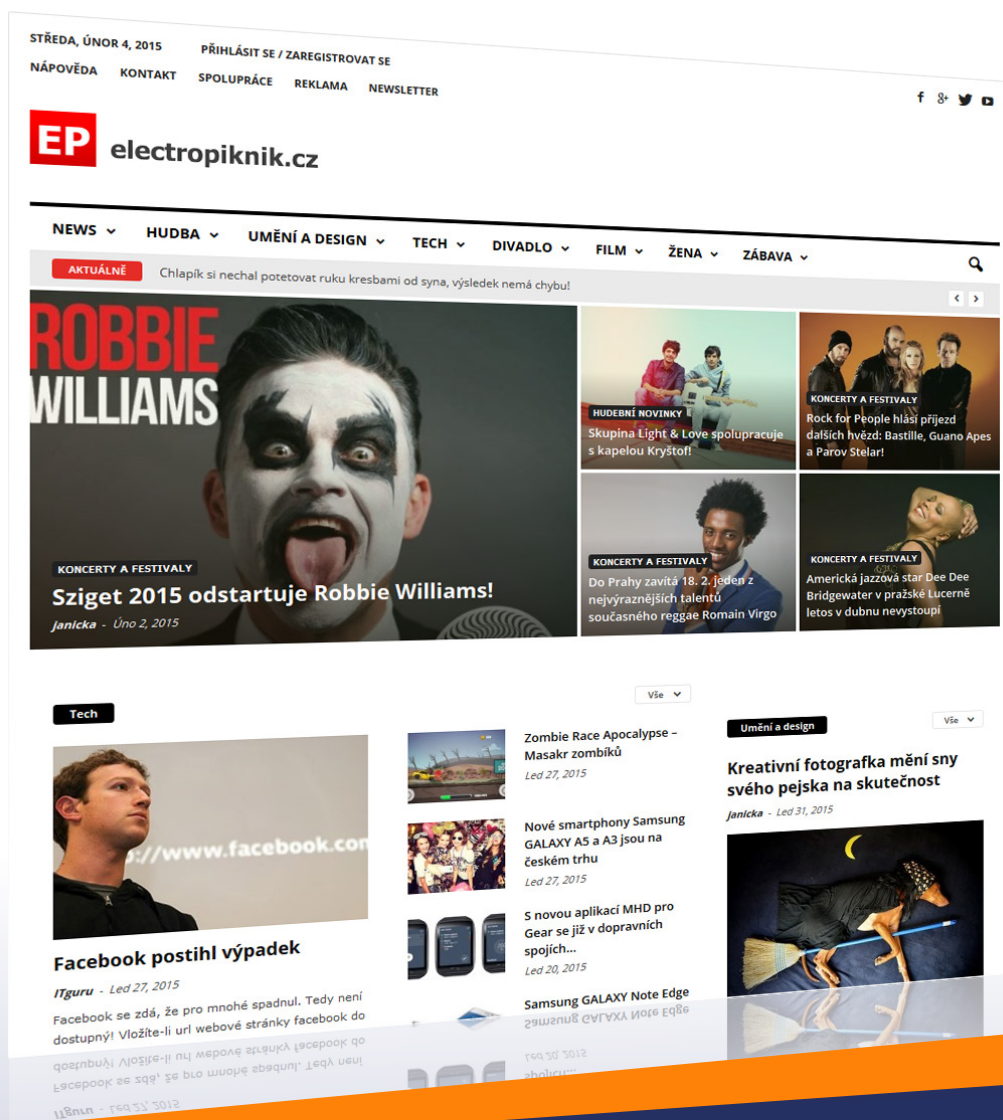 STŘEDA, ÚNOR 4, 2015 PŘIHLÁSIT SE / ZAREGISTROVAT SE
NÁPOVĚDA KONTAKT SPOLUPRÁCE REKLAMA NEWSLETTER
EP electropiknik.cz
NEWS HUDBA UMĚNÍ A DESIGN TECH DIVADLO FILM ŽENA ZÁBAVA
AKTUÁLNĚ Chlapík si nechal potetovat ruku kresbami od syna, výsledek nemá chybu!
ROBBIE
WILLIAMS
KONCERTY A FESTIVALY
Sziget 2015 odstartuje Robbie Williams!
janicka - Úno 2, 2015
HUDEBNÍ NOVINKY
Skupina Light & Love spolupracuje
s kapelou Kryštof!
KONCERTY A FESTIVALY
Rock for People hlásí příjezd
dalších hvězd: Bastille, Guano Apes
a Parov Stelar!
KONCERTY A FESTIVALY
Do Prahy zavítá 18. 2. jeden z
nejvýraznějších talentů
současného reggae Romain Virgo
KONCERTY A FESTIVALY
Americká jazzová star Dee Dee
Bridgewater v pražské Lucerně
letos v dubnu nevystoupí
Tech
Vše
://www.facebook.com
Facebook postihl výpadek
ITguru - Led 27, 2015
Facebook se zdá, že pro mnohé spadnul. Tedy není
dostupný! Vložíte-li url webové stránky facebook do
Zombie Race Apocalypse –
Masakr zombíků
Led 27, 2015
Nové smartphony Samsung
GALAXY A5 a A3 jsou na
českém trhu
Led 27, 2015
S novou aplikací MHD pro
Gear se již v dopravních
spojích...
Led 20, 2015
Samsung GALAXY Note Edge
Umění a design
Vše
Kreativní fotografka mění sny
svého pejska na skutečnost
janicka - Led 31, 2015